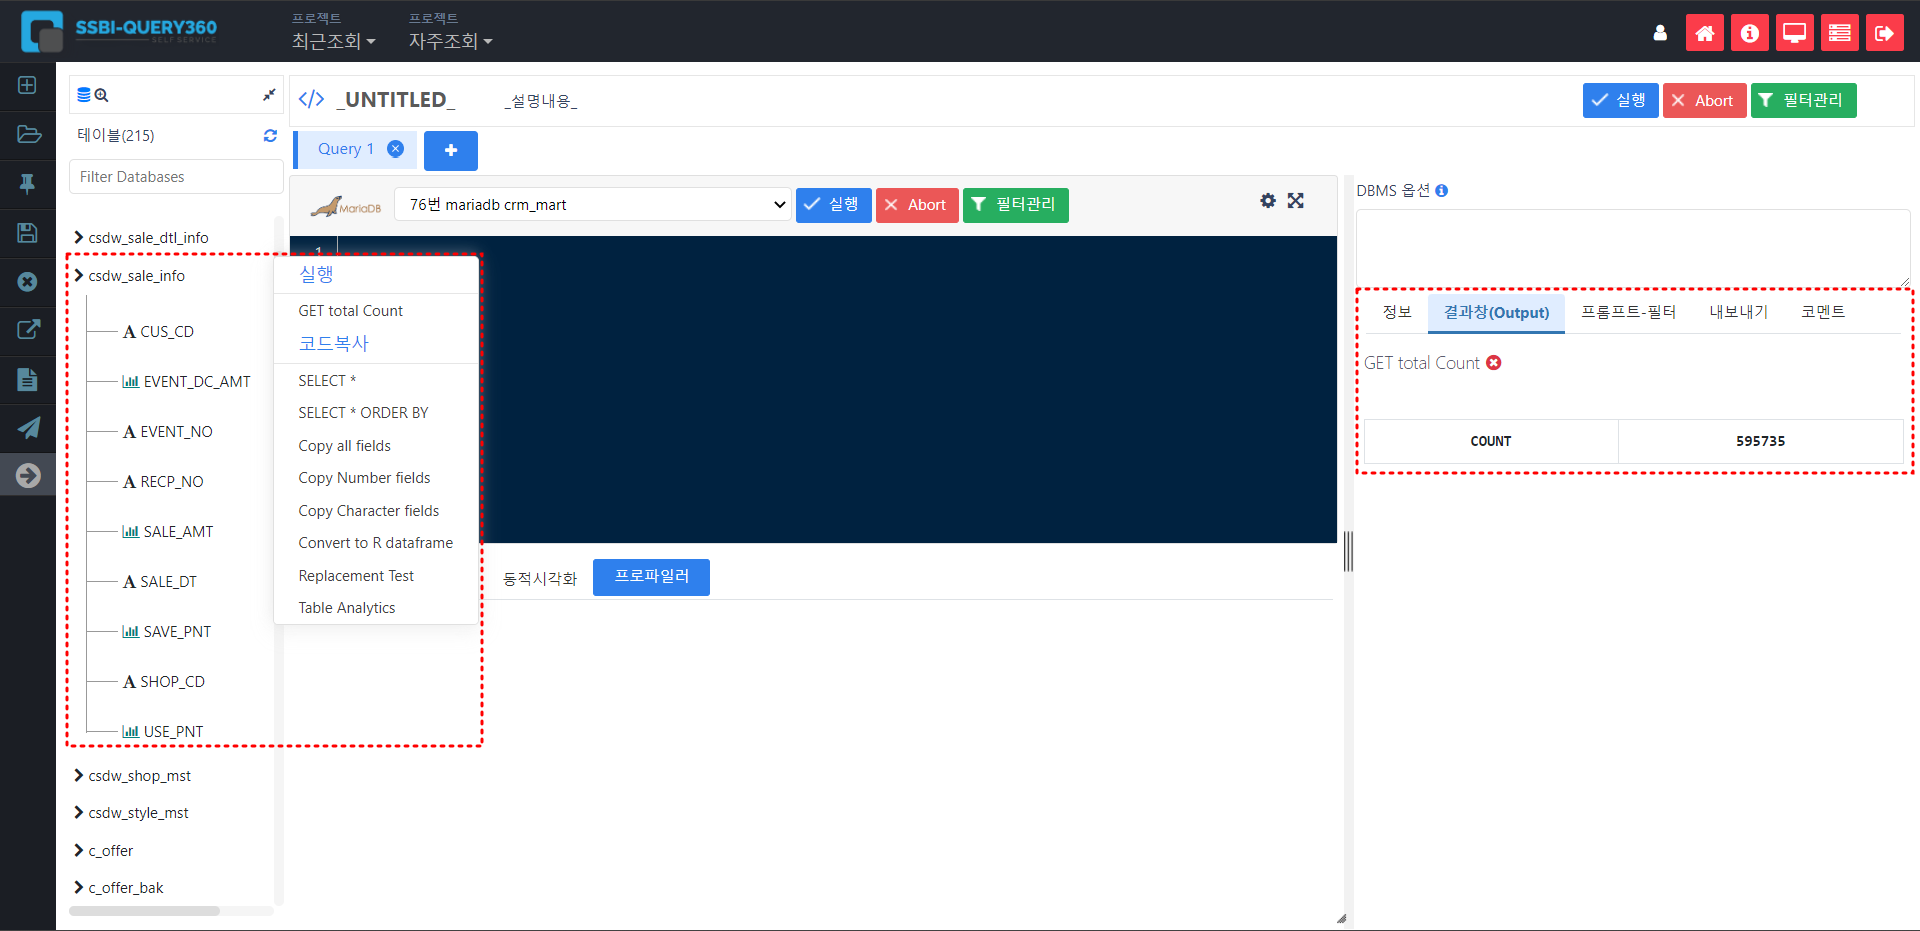 SSBI-QUERY360
SELF SERVICE
프로젝트
최근조회
프로젝트
자주조회
테이블(215)
Filter Databases
csdw_sale_dtl_info
csdw_sale_info
CUS_CD
EVENT_DC_AMT
EVENT_NO
RECP_NO
SALE_AMT
SALE_DT
SAVE_PNT
SHOP_CD
USE_PNT
csdw_shop_mst
csdw_style_mst
c_offer
c_offer_bak
_UNTITLED_
_설명내용_
실행
Abort
필터관리
Query 1
MariaDB
76번 mariadb crm_mart
실행
Abort
필터관리
1
실행
GET total Count
코드복사
SELECT *
SELECT * ORDER BY
Copy all fields
Copy Number fields
Copy Character fields
Convert to R dataframe
Replacement Test
Table Analytics
동적시각화
프로파일러
DBMS 옵션
정보
결과창(Output)
프롬프트-필터
내보내기
코멘트
GET total Count
COUNT
595735